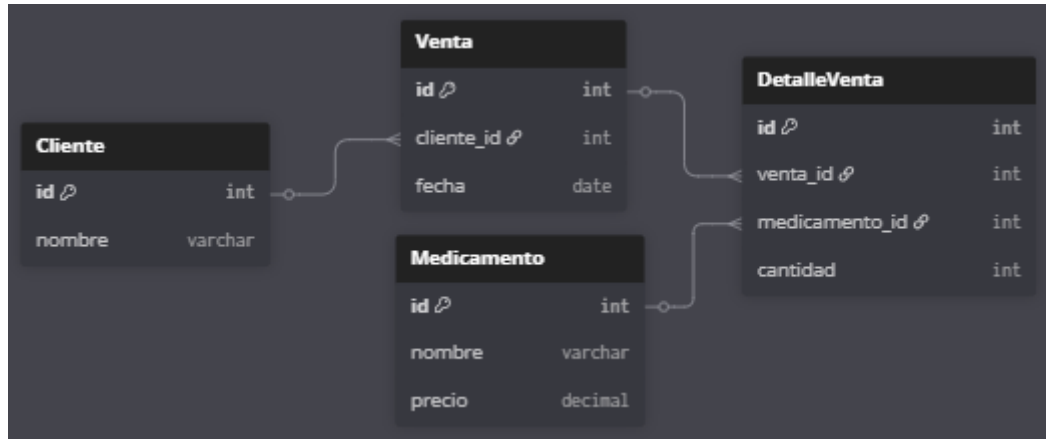 Cliente
id int
nombre varchar
Venta
id int
cliente_id int
fecha date
Medicamento
id int
nombre varchar
precio decimal
DetalleVenta
id int
venta_id int
medicamento_id int
cantidad int